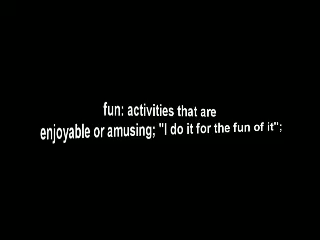 fun: activities that are
enjoyable or amusing; "I do it for the fun of it";